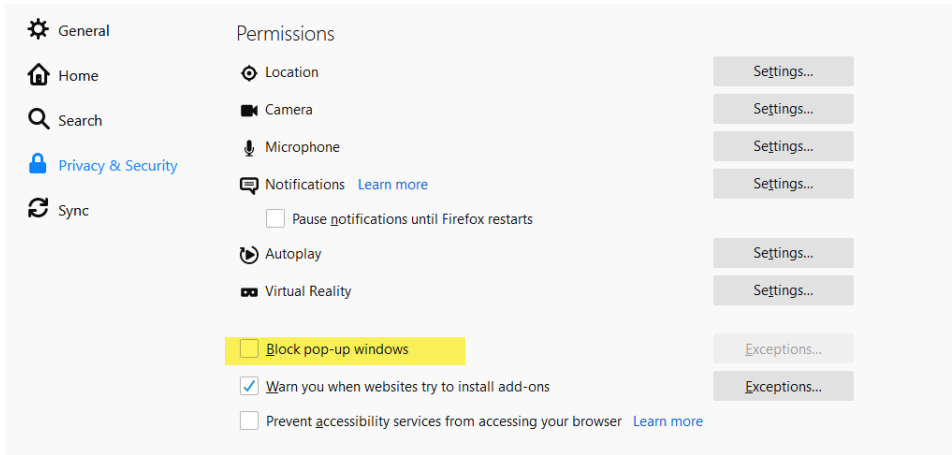 General
Home
Search
Privacy & Security
Sync
Permissions
Location Settings...
Camera Settings...
Microphone Settings...
Notifications Learn more Settings...
Pause notifications until Firefox restarts
Autoplay Settings...
Virtual Reality Settings...
Block pop-up windows Exceptions...
Warn you when websites try to install add-ons Exceptions...
Prevent accessibility services from accessing your browser Learn more